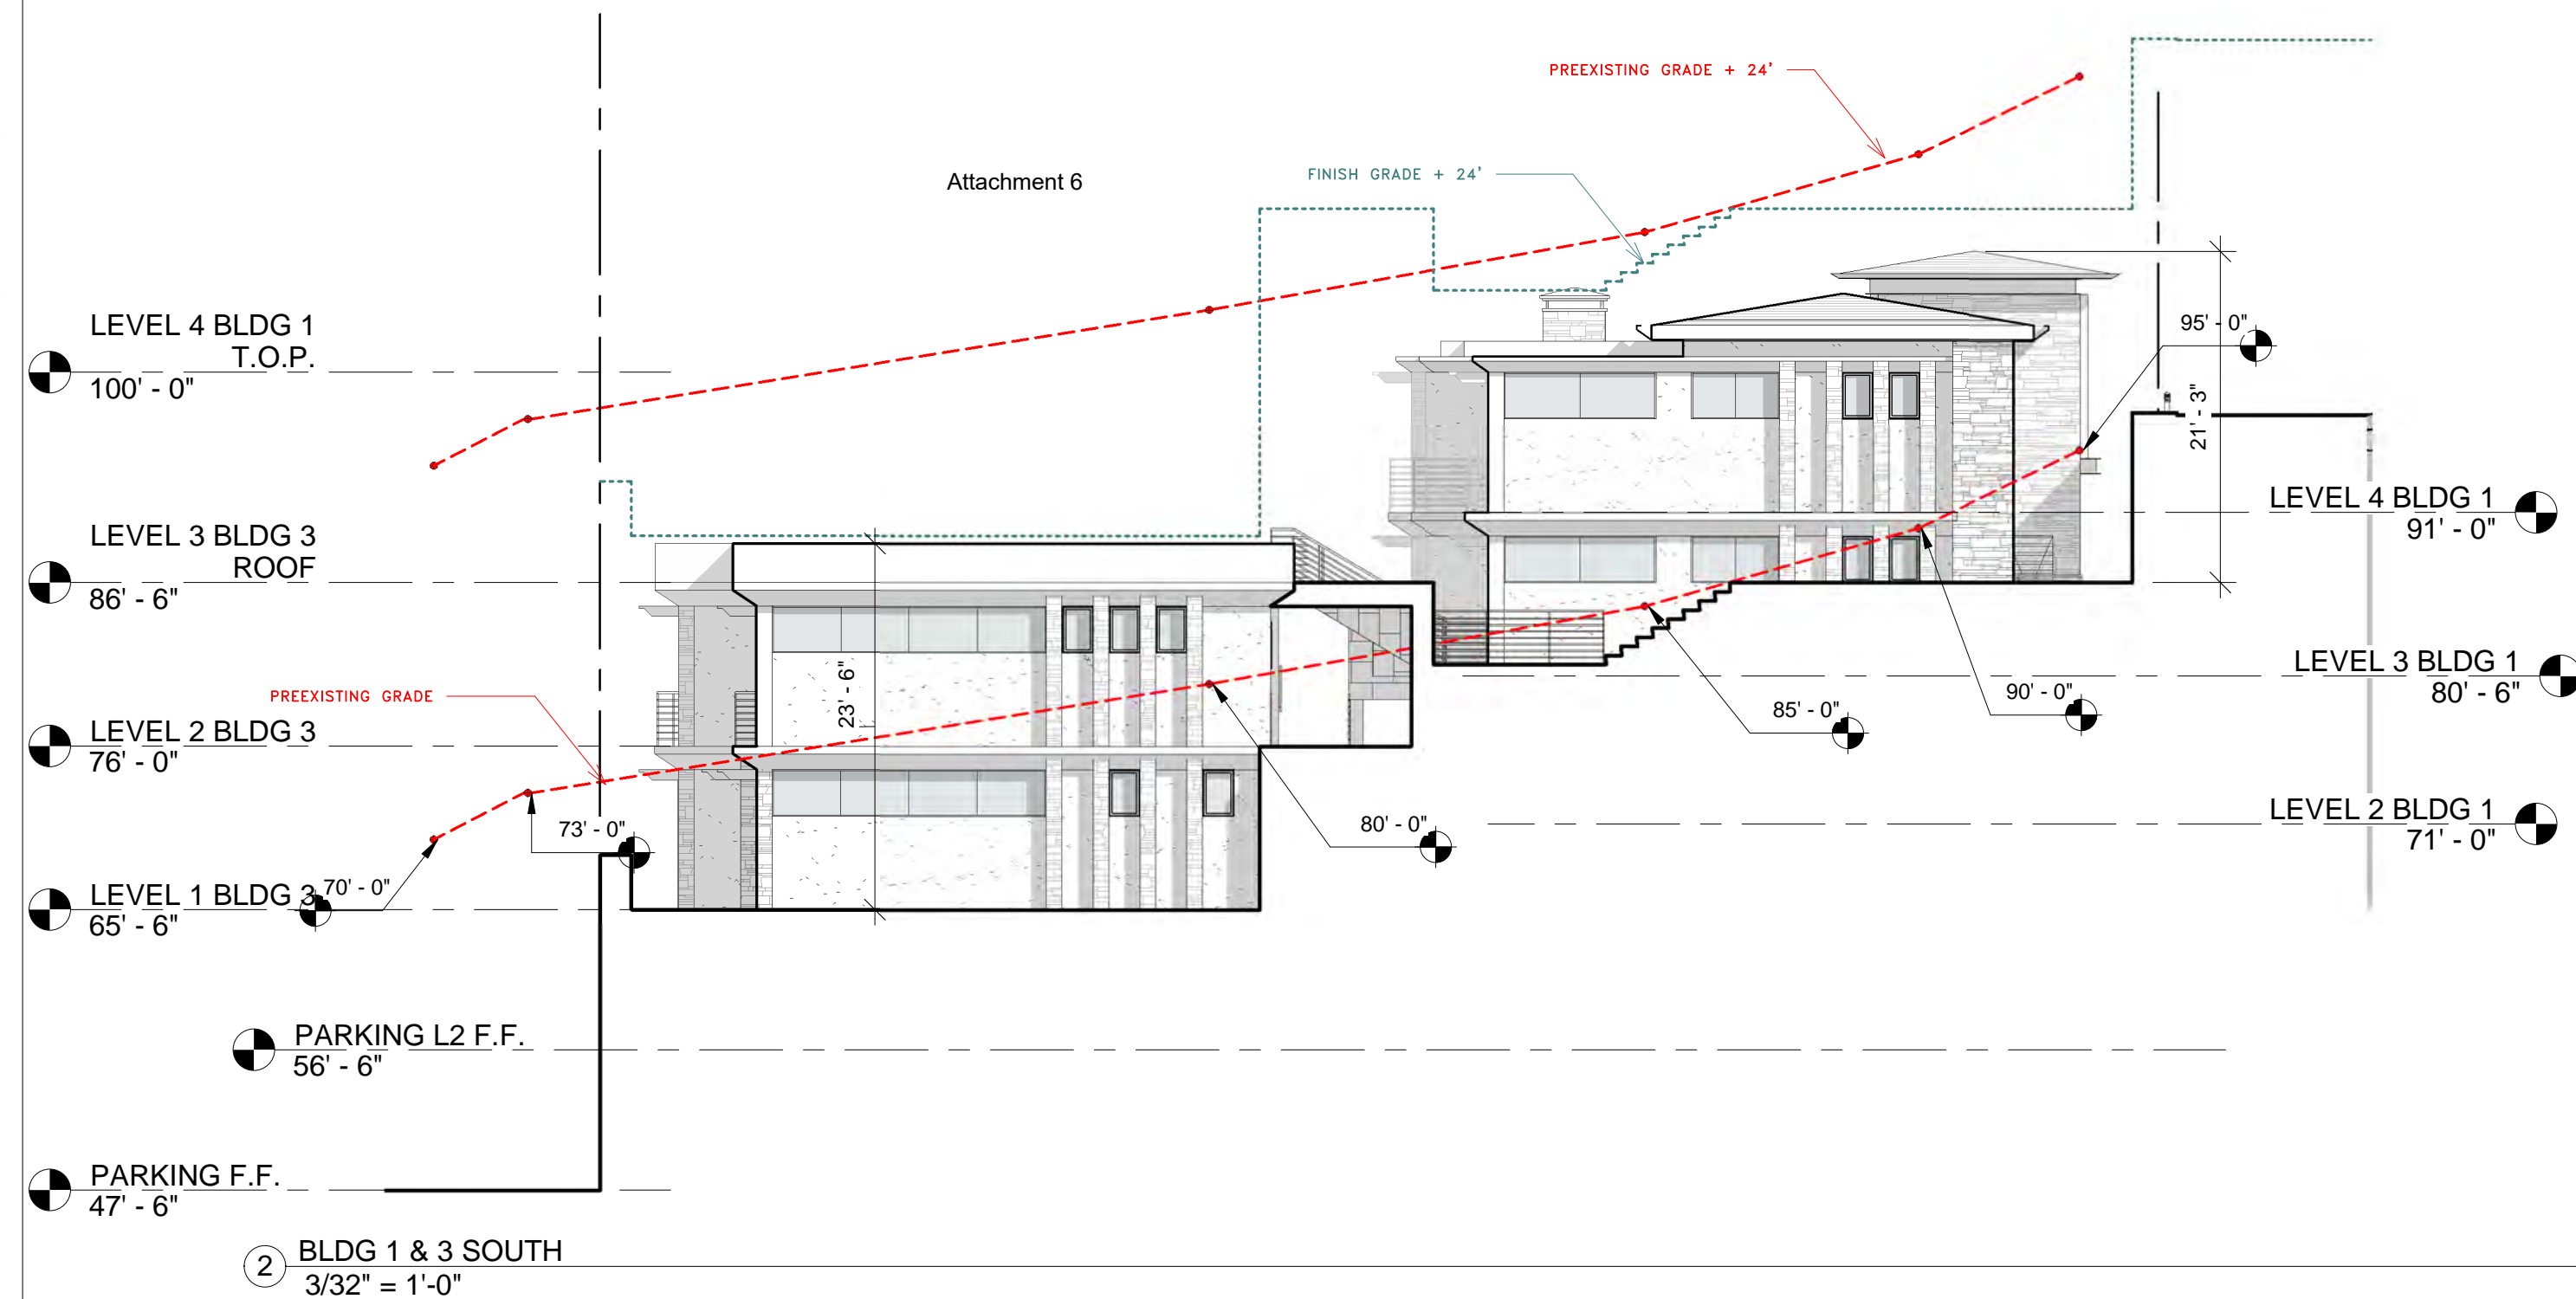 PREEXISTING GRADE + 24'
FINISH GRADE + 24'
Attachment 6
LEVEL 4 BLDG 1
T.O.P.
100' - 0"
95' - 0"
21' - 3"
LEVEL 4 BLDG 1
91' - 0"
LEVEL 3 BLDG 3
ROOF
86' - 6"
23' - 6"
PREEXISTING GRADE
LEVEL 3 BLDG 1
80' - 6"
90' - 0"
85' - 0"
LEVEL 2 BLDG 3
76' - 0"
73' - 0"
80' - 0"
LEVEL 2 BLDG 1
71' - 0"
LEVEL 1 BLDG 3
70' - 0"
65' - 6"
PARKING L2 F.F.
56' - 6"
PARKING F.F.
47' - 6"
2
BLDG 1 & 3 SOUTH
3/32" = 1'-0"